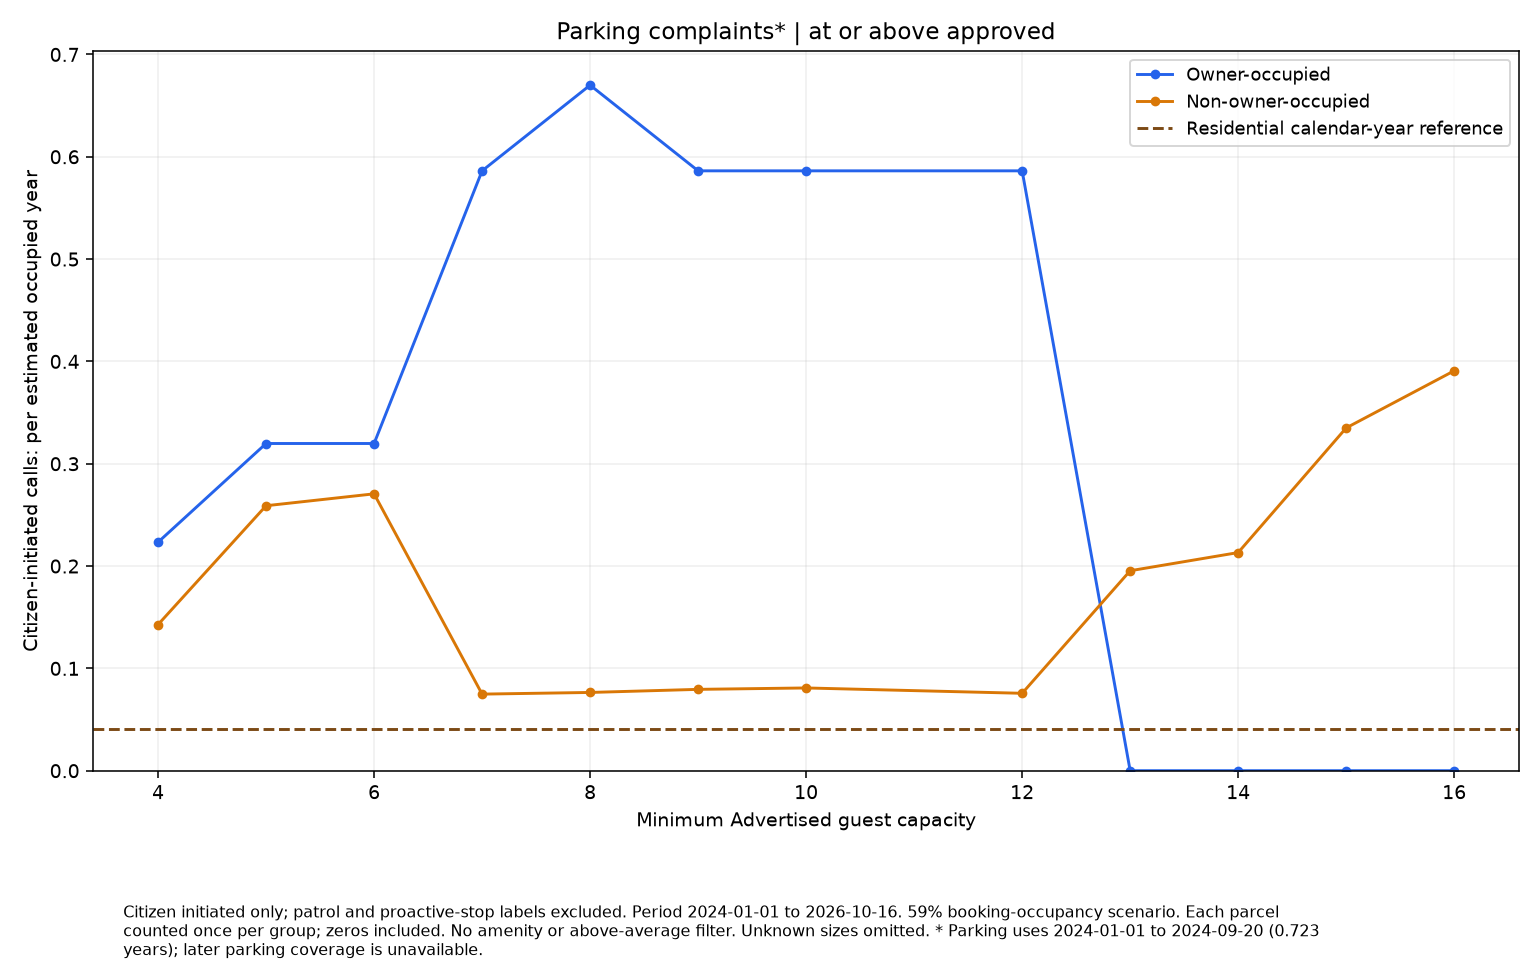 Parking complaints* | at or above approved
Citizen-initiated calls: per estimated occupied year
0.7
0.6
0.5
0.4
0.3
0.2
0.1
0.0
Owner-occupied
Non-owner-occupied
Residential calendar-year reference
4 6 8 10 12 14 16
Minimum Advertised guest capacity
Citizen initiated only; patrol and proactive-stop labels excluded. Period 2024-01-01 to 2026-10-16. 59% booking-occupancy scenario. Each parcel
counted once per group; zeros included. No amenity or above-average filter. Unknown sizes omitted. * Parking uses 2024-01-01 to 2024-09-20 (0.723
years); later parking coverage is unavailable.